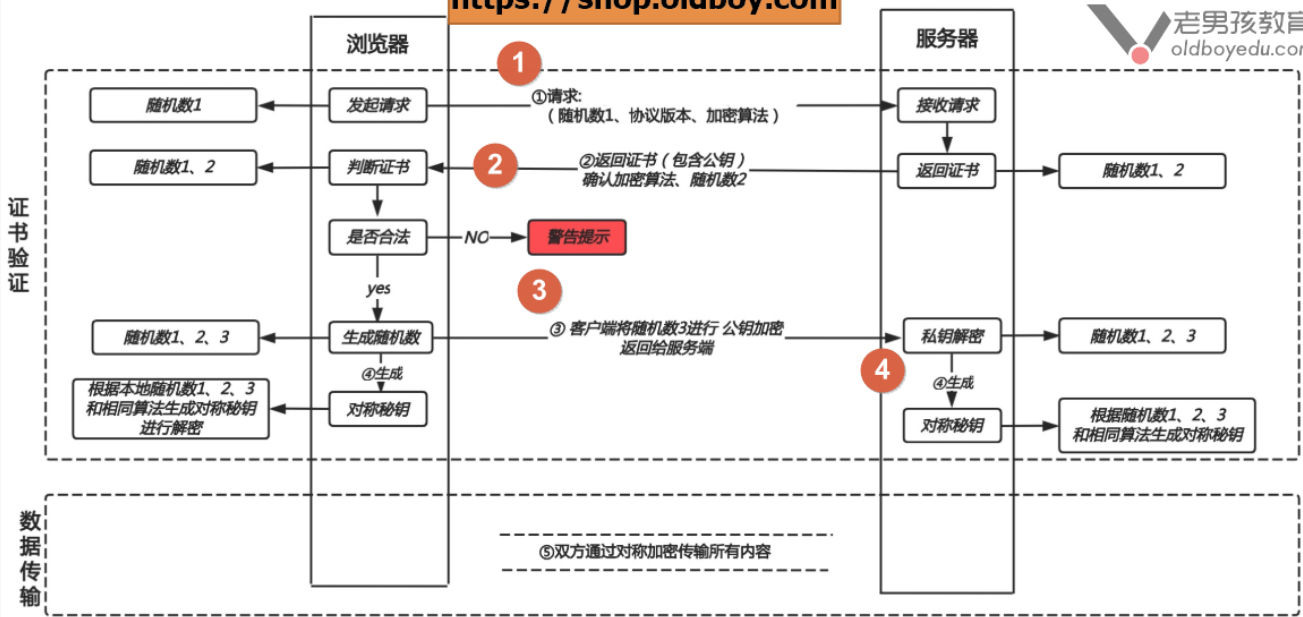 https://shop.oldboy.com
老男孩教育
oldboyedu.com
浏览器
服务器
1
随机数1
发起请求
①请求:
（随机数1、协议版本、加密算法）
接收请求
随机数1、2
判断证书
2
②返回证书（包含公钥）
确认加密算法、随机数2
返回证书
随机数1、2
证书验证
是否合法
NO
警告提示
yes
3
随机数1、2、3
生成随机数
③ 客户端将随机数3进行 公钥加密
返回给服务端
私钥解密
随机数1、2、3
4
④生成
④生成
根据本地随机数1、2、3
和相同算法生成对称秘钥
进行解密
对称秘钥
对称秘钥
根据随机数1、2、3
和相同算法生成对称秘钥
数据传输
⑤双方通过对称加密传输所有内容